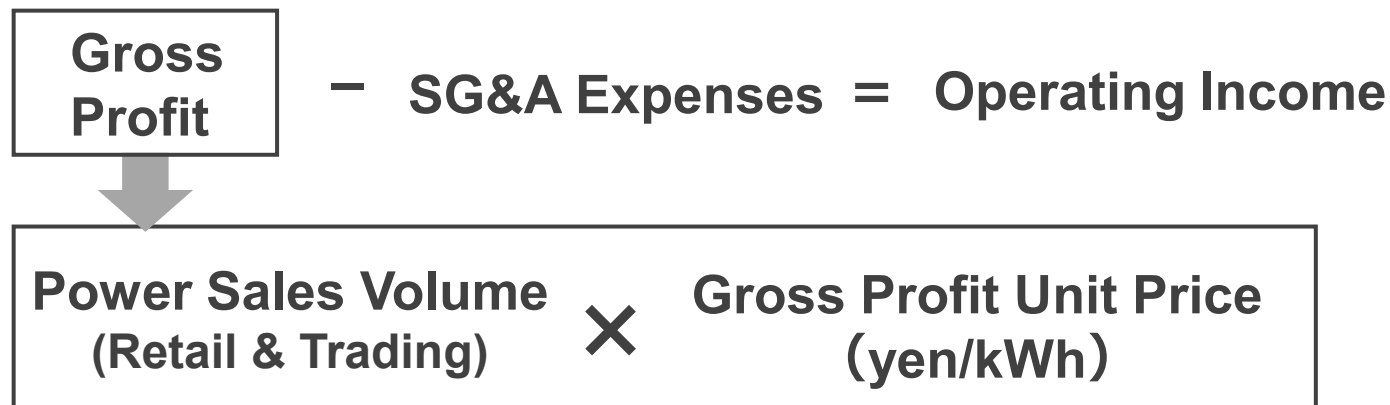 Gross
Profit
− SG&A Expenses = Operating Income
Power Sales Volume
(Retail & Trading)
×
Gross Profit Unit Price
（yen/kWh）